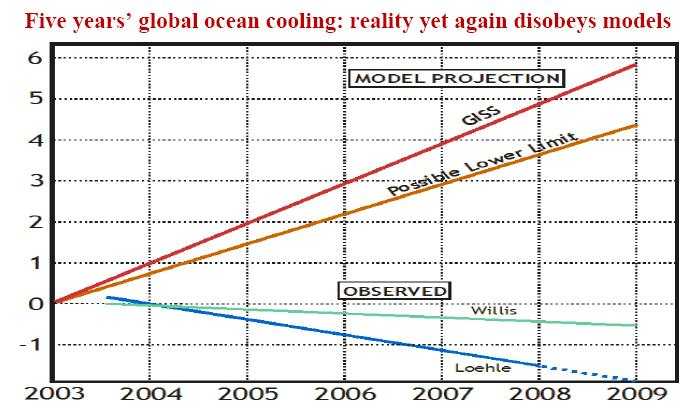 Five years’ global ocean cooling: reality yet again disobeys models
6
5
4
3
2
1
0
-1
MODEL PROJECTION
GISS
Possible Lower Limit
OBSERVED
Willis
Loehle
2003 2004 2005 2006 2007 2008 2009